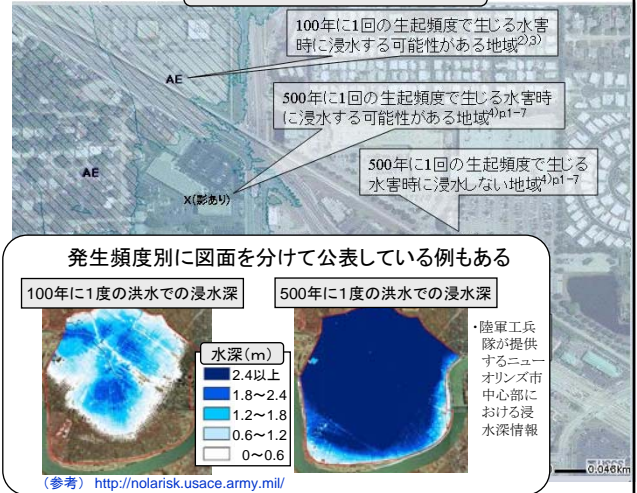 100年に1回の生起頻度で生じる水害
時に浸水する可能性がある地域2)3)
AE
500年に1回の生起頻度で生じる水害時
に浸水する可能性がある地域4)p1-7
AE
X(影あり)
500年に1回の生起頻度で生じる
水害時に浸水しない地域4)p1-7
発生頻度別に図面を分けて公表している例もある
100年に1度の洪水での浸水深
500年に1度の洪水での浸水深
水深(m)
2.4以上
1.8～2.4
1.2～1.8
0.6～1.2
0～0.6
・陸軍工兵
隊が提供
するニュー
オリンズ市
中心部に
おける浸
水深情報
(参考) http://nolarisk.usace.army.mil/
USGS
0.046km